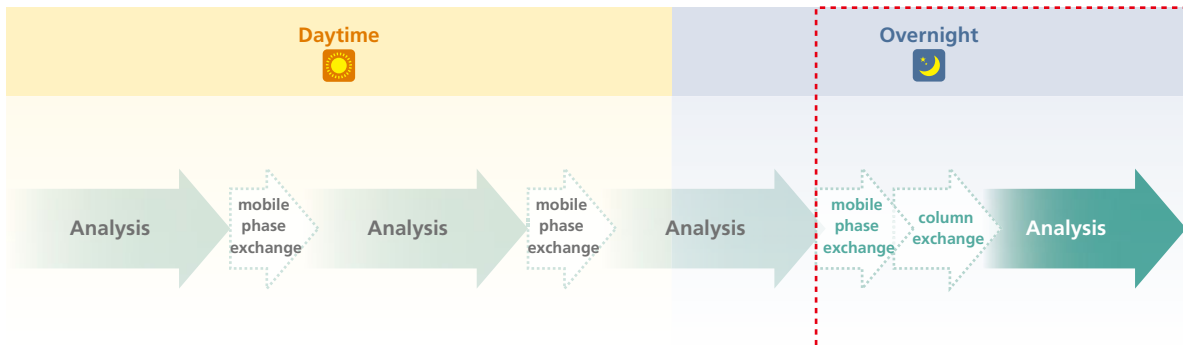 Daytime
Overnight
Analysis
mobile
phase
exchange
Analysis
mobile
phase
exchange
Analysis
mobile
phase
exchange
column
exchange
Analysis